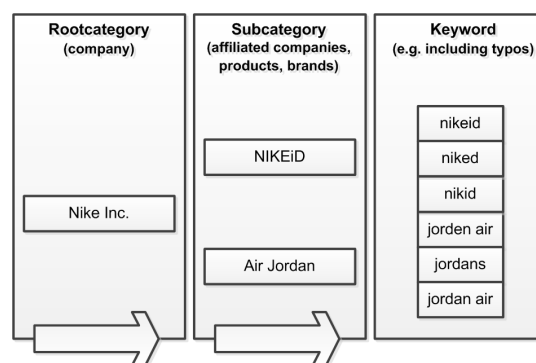 Rootcategory
(company)
Nike Inc.
Subcategory
(affiliated companies,
products, brands)
NIKEiD
Air Jordan
Keyword
(e.g. including typos)
nikeid
niked
nikid
jorden air
jordans
jordan air